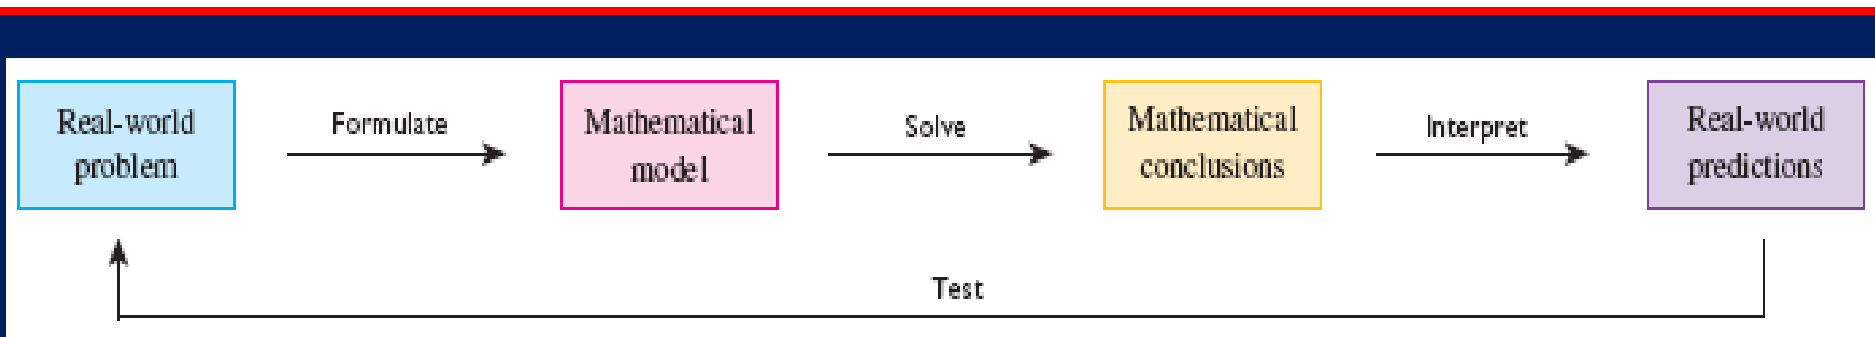 Real-world
problem
Formulate
Mathematical
model
Solve
Mathematical
conclusions
Interpret
Real-world
predictions
Test